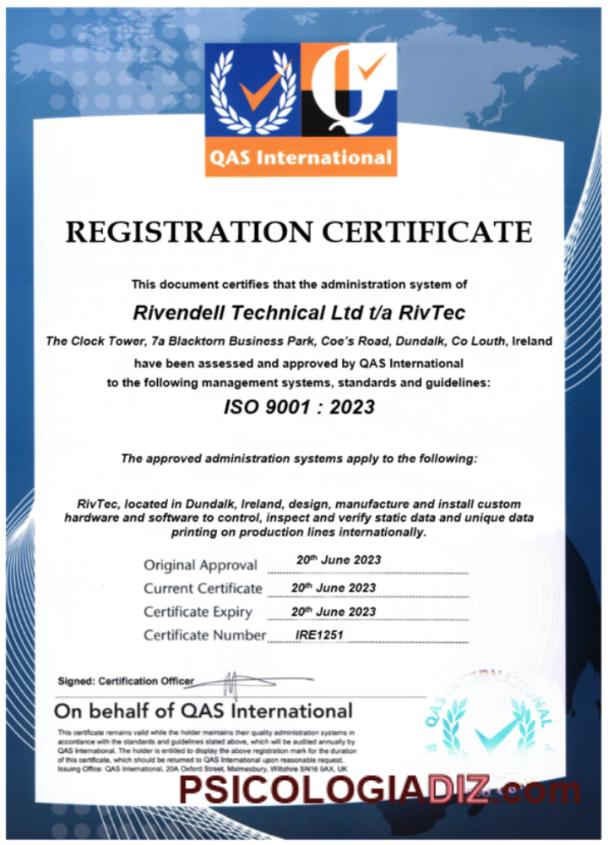 QAS International
REGISTRATION CERTIFICATE
This document certifies that the administration system of
Rivendell Technical Ltd t/a RivTec
The Clock Tower, 7a Blacktorn Business Park, Coe's Road, Dundalk, Co Louth, Ireland
have been assessed and approved by QAS International
to the following management systems, standards and guidelines:
ISO 9001 : 2023
The approved administration systems apply to the following:
RivTec, located in Dundalk, Ireland, design, manufacture and install custom
hardware and software to control, inspect and verify static data and unique data
printing on production lines internationally.
Original Approval 20th June 2023
Current Certificate 20th June 2023
Certificate Expiry 20th June 2023
Certificate Number IRE1251
Signed: Certification Officer
On behalf of QAS International
This certificate remains valid while the holder maintains their quality administration systems in
accordance with the standards and guidelines stated above, which will be audited annually by
QAS International. The holder is entitled to display the above registration mark for the duration
of this certificate, which should be returned to QAS International upon reasonable request.
Issuing Office: QAS International, 20A Oxford Street, Malmesbury, Wiltshire SN16 9AX, UK
QAS INTERNATIONAL
PSICOLOGIADIZ.com